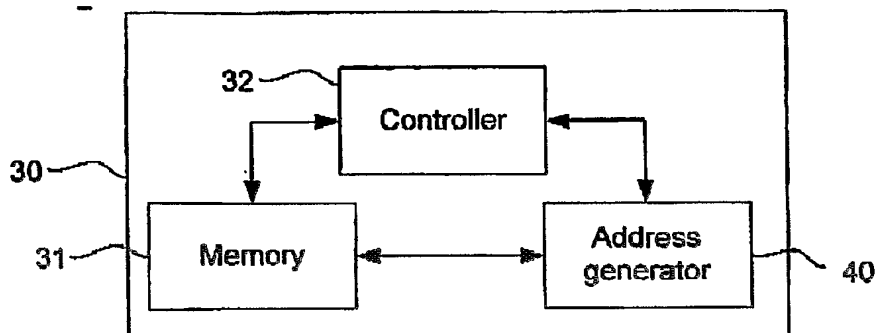 32
Controller
30
31
Memory
Address
generator
40